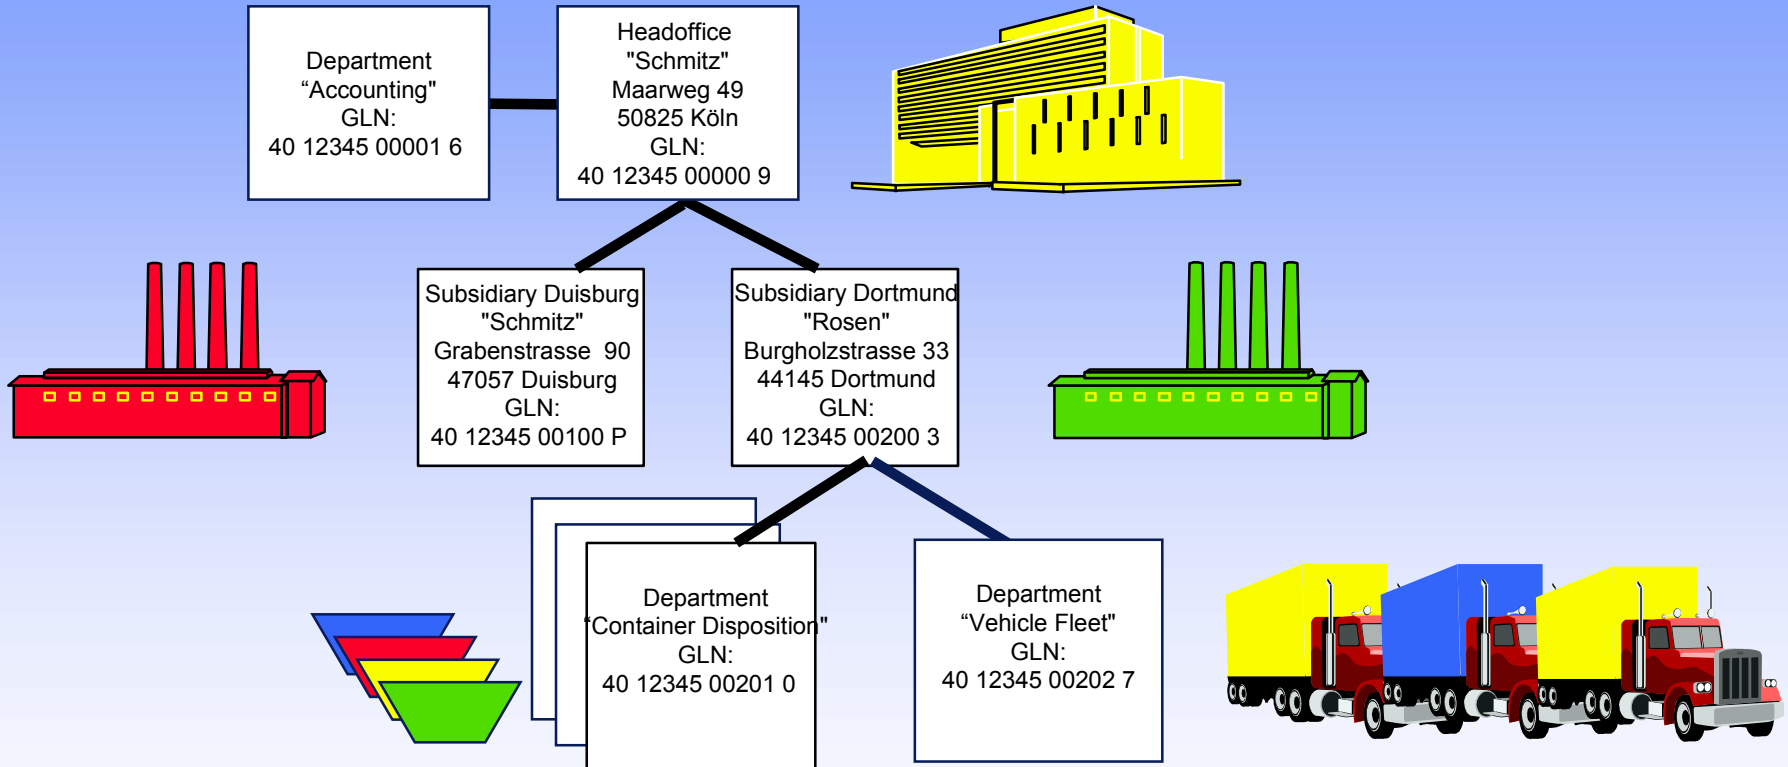 Department
“Accounting"
GLN:
40 12345 00001 6
Headoffice
"Schmitz"
Maarweg 49
50825 Köln
GLN:
40 12345 00000 9
Subsidiary Duisburg
"Schmitz"
Grabenstrasse  90
47057 Duisburg
GLN:
40 12345 00100 P
Subsidiary Dortmund
"Rosen"
Burgholzstrasse 33
44145 Dortmund
GLN:
40 12345 00200 3
Department
“Container Disposition"
GLN:
40 12345 00201 0
Department
“Vehicle Fleet"
GLN:
40 12345 00202 7